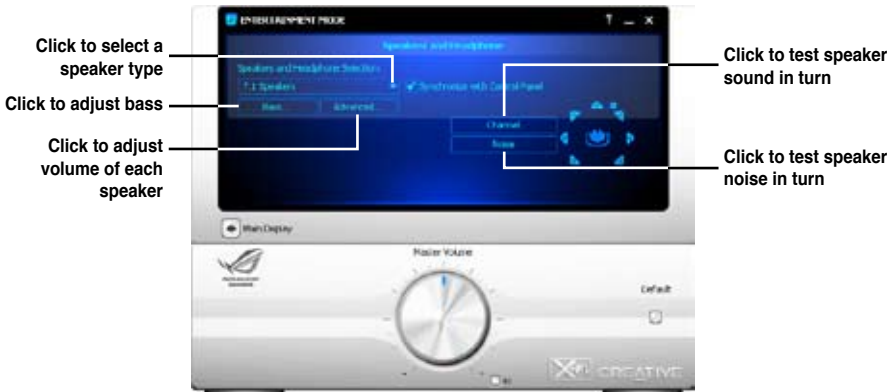 ENTERTAINMENT MODE
Speakers and Headphone
Click to select a
speaker type
Speakers and Headphone Selection
7.1 Speakers
Synchronize with Control Panel
Click to adjust bass
Bass...
Advanced...
Click to adjust
volume of each
speaker
Channel
Noise
Click to test speaker
sound in turn
Click to test speaker
noise in turn
Main Display
Master Volume
Default
X-Fi CREATIVE